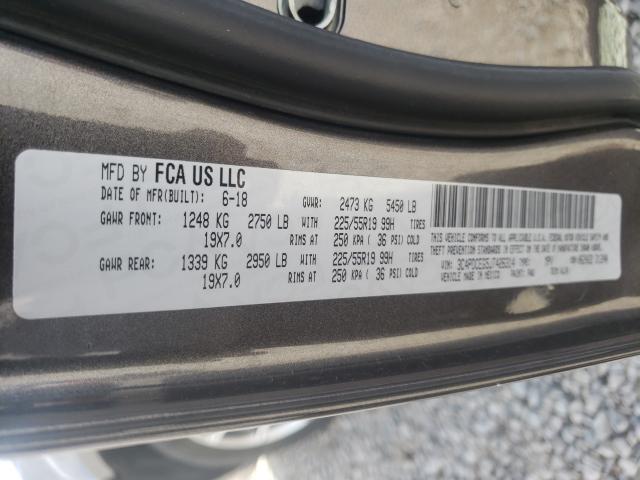 MFD BY FCA US LLC
DATE OF MFR(BUILT): 6-18 GVWR: 2473 KG 5450 LB
GAWR FRONT: 1248 KG 2750 LB WITH 225/55R19 99H TIRES
19X7.0 RIMS AT 250 KPA ( 36 PSI) COLD
GAWR REAR: 1339 KG 2950 LB WITH 225/55R19 99H TIRES
19X7.0 RIMS AT 250 KPA ( 36 PSI) COLD
THIS VEHICLE CONFORMS TO ALL APPLICABLE U.S.A. FEDERAL MOTOR VEHICLE SAFETY AND
THEFT PREVENTION STANDARDS IN EFFECT ON THE DATE OF MANUFACTURE SHOWN ABOVE.
VIN: TYPE: MPV
VEHICLE MADE IN MEXICO PAINT: